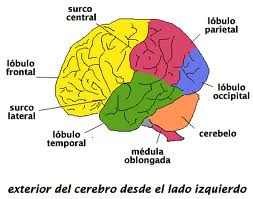 surco
central
lóbulo
parietal
lóbulo
frontal
lóbulo
occipital
surco
lateral
cerebelo
lóbulo
temporal
médula
oblongada
exterior del cerebro desde el lado izquierdo